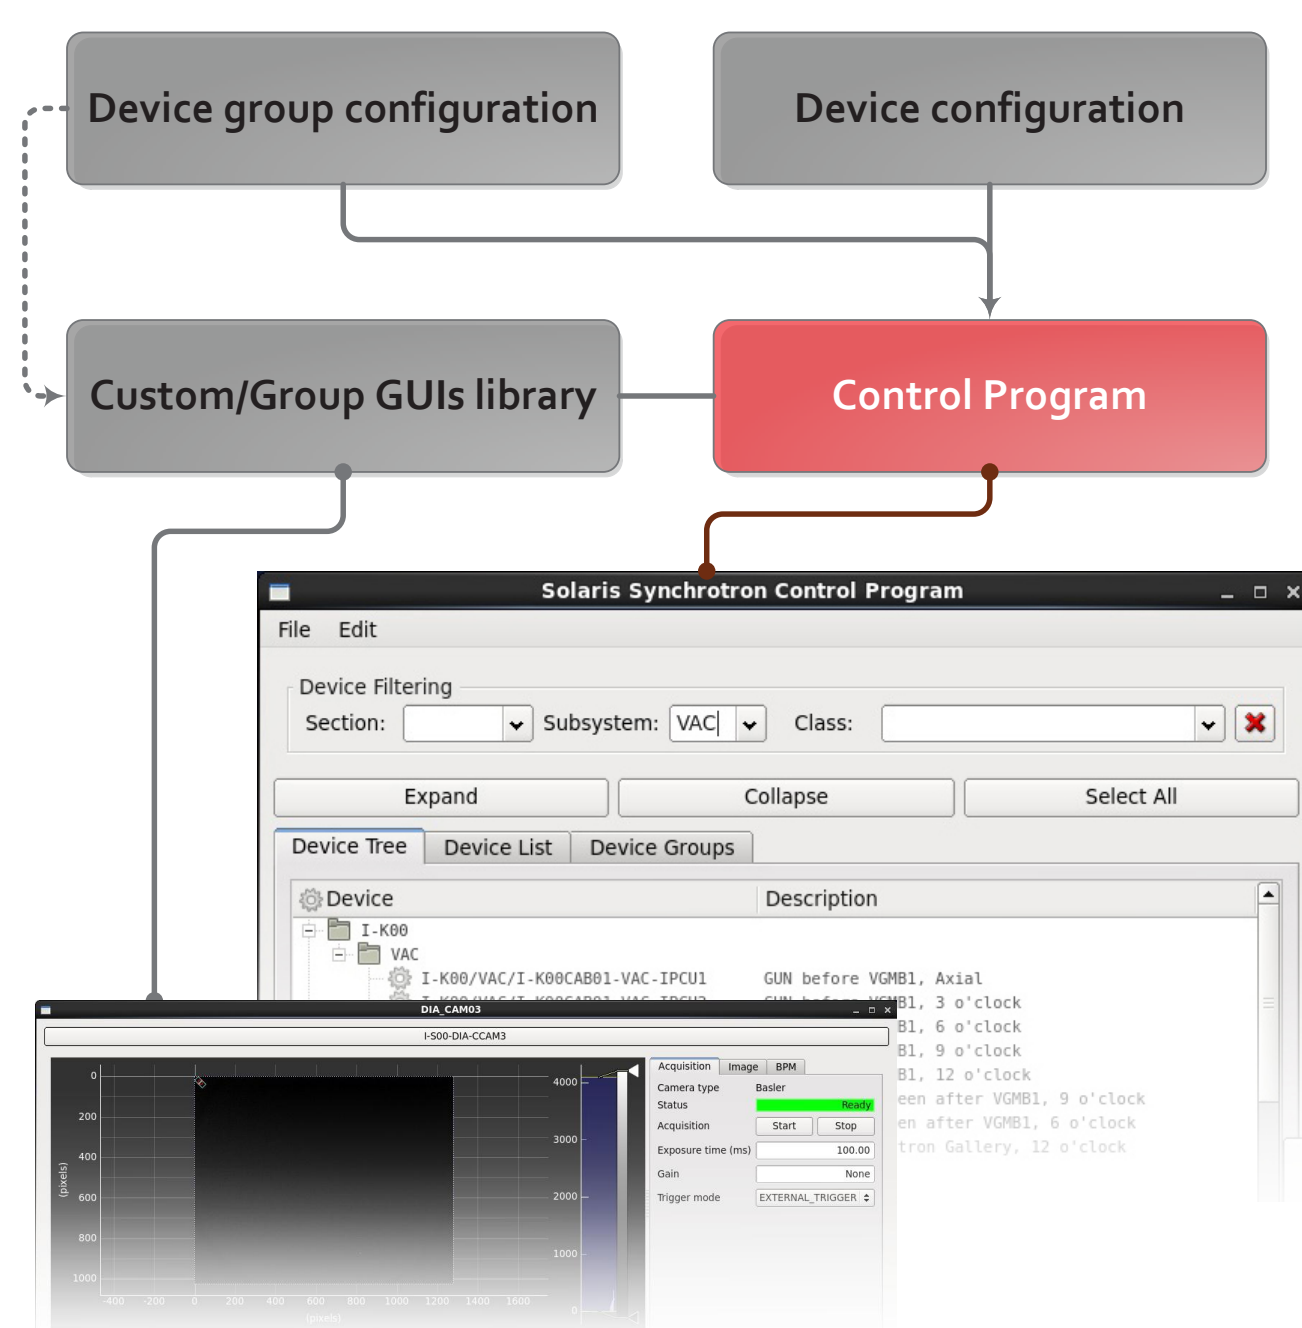 Device group configuration
Device configuration
Custom/Group GUIs library
Control Program
Solaris Synchrotron Control Program
File Edit
Device Filtering
Section: Subsystem: VAC Class:
Expand Collapse Select All
Device Tree Device List Device Groups
Device Description
I-K00
VAC
I-K00/VAC/I-K00CAB01-VAC-IPCU1 GUN before VGMB1, Axial
B1, 3 o'clock
B1, 6 o'clock
B1, 9 o'clock
B1, 12 o'clock
een after VGMB1, 9 o'clock
en after VGMB1, 6 o'clock
tron Gallery, 12 o'clock
DIA_CAM03
I-S00-DIA-CCAM3
Acquisition Image BPM
Camera type Basler
Status Ready
Acquisition Start Stop
Exposure time (ms) 100.00
Gain None
Trigger mode EXTERNAL_TRIGGER
0
200
400
600
800
1000
(pixels)
-400 -200 0 200 400 600 800 1000 1200 1400 1600
(pixels)
4000
3000
2000
1000
0